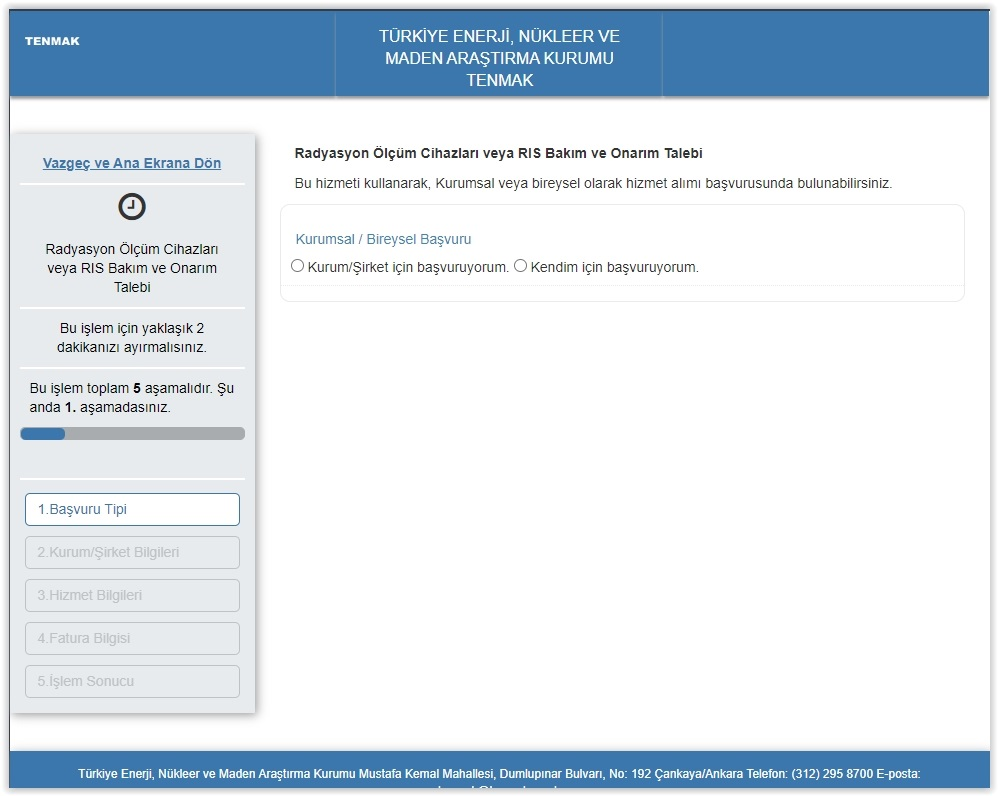 TENMAK
TÜRKİYE ENERJİ, NÜKLEER VE
MADEN ARAŞTIRMA KURUMU
TENMAK
Vazgeç ve Ana Ekrana Dön
Radyasyon Ölçüm Cihazları
veya RIS Bakım ve Onarım
Talebi
Bu işlem için yaklaşık 2
dakikanızı ayırmalısınız.
Bu işlem toplam 5 aşamalıdır. Şu
anda 1. aşamadasınız.
1.Başvuru Tipi
2.Kurum/Şirket Bilgileri
3.Hizmet Bilgileri
4.Fatura Bilgisi
5.İşlem Sonucu
Radyasyon Ölçüm Cihazları veya RIS Bakım ve Onarım Talebi
Bu hizmeti kullanarak, Kurumsal veya bireysel olarak hizmet alımı başvurusunda bulunabilirsiniz.
Kurumsal / Bireysel Başvuru
Kurum/Şirket için başvuruyorum. Kendim için başvuruyorum.
Türkiye Enerji, Nükleer ve Maden Araştırma Kurumu Mustafa Kemal Mahallesi, Dumlupınar Bulvarı, No: 192 Çankaya/Ankara Telefon: (312) 295 8700 E-posta: